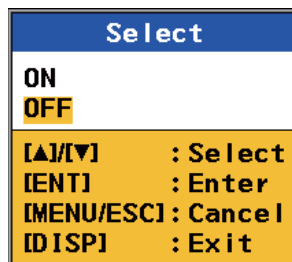 Select
ON
OFF
[▲]/[▼] :Select
[ENT] :Enter
[MENU/ESC]:Cancel
[DISP] :Exit